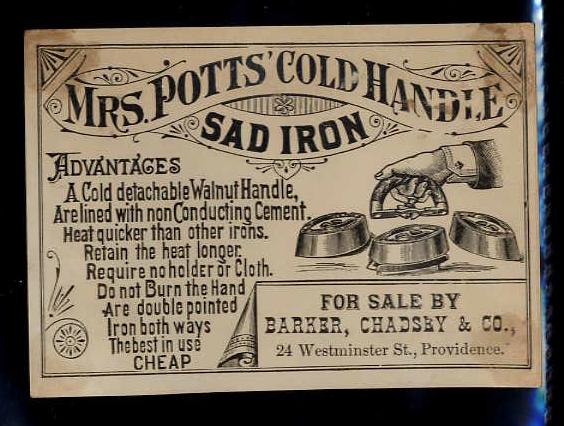 MRS. POTTS' COLD HANDLE
SAD IRON
ADVANTAGES
A Cold detachable Walnut Handle,
Are lined with non Conducting Cement.
Heat quicker than other irons.
Retain the heat longer.
Require no holder or Cloth.
Do not Burn the Hand
Are double pointed
Iron both ways
The best in use
CHEAP
FOR SALE BY
BARKER, CHADSEY & CO.,
24 Westminster St., Providence.